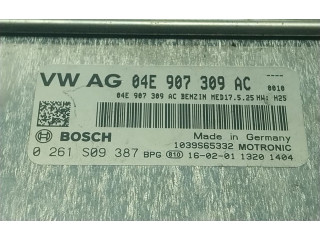 VW AG 04E 907 309 AC ----
0010
04E 907 309 AC BENZIN MED17.5.25 HW: H25
BOSCH
Made in Germany
1039S65332 MOTRONIC
0 261 S09 387 BPG 810 16-02-01 1320 1404